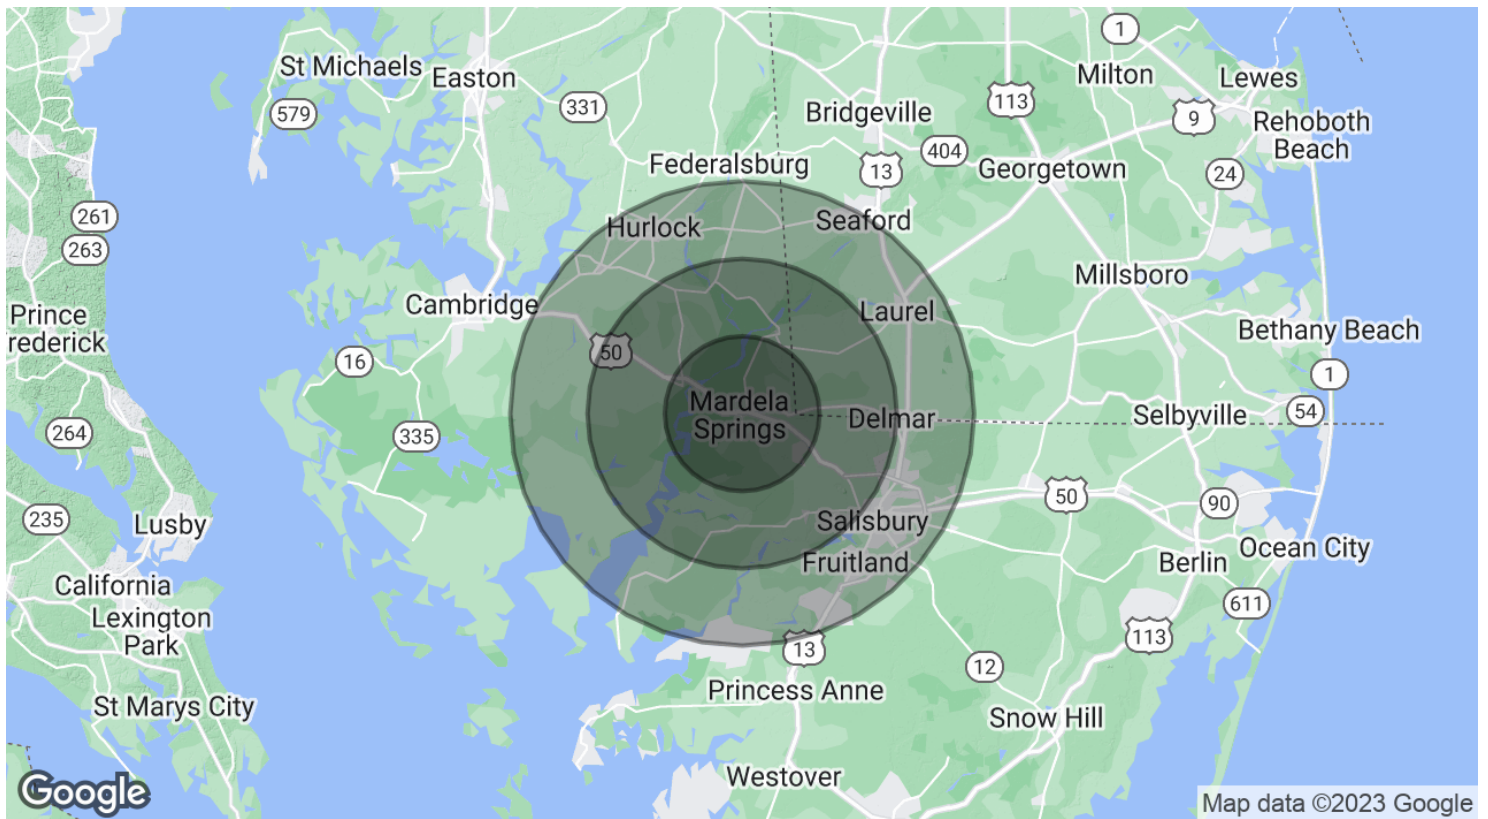 1
St Michaels
Easton
Milton
Lewes
579
331
Bridgeville
113
9
Rehoboth
Beach
404
Federalsburg
13
Georgetown
24
261
263
Hurlock
Seaford
Millsboro
Cambridge
Laurel
Prince
rederick
Bethany Beach
50
16
1
Mardela
Springs
Delmar
Selbyville
54
264
335
235
Lusby
50
90
Salisbury
Fruitland
Berlin
Ocean City
California
Lexington
Park
611
113
13
12
Princess Anne
St Marys City
Snow Hill
Westover
Google
Map data ©2023 Google